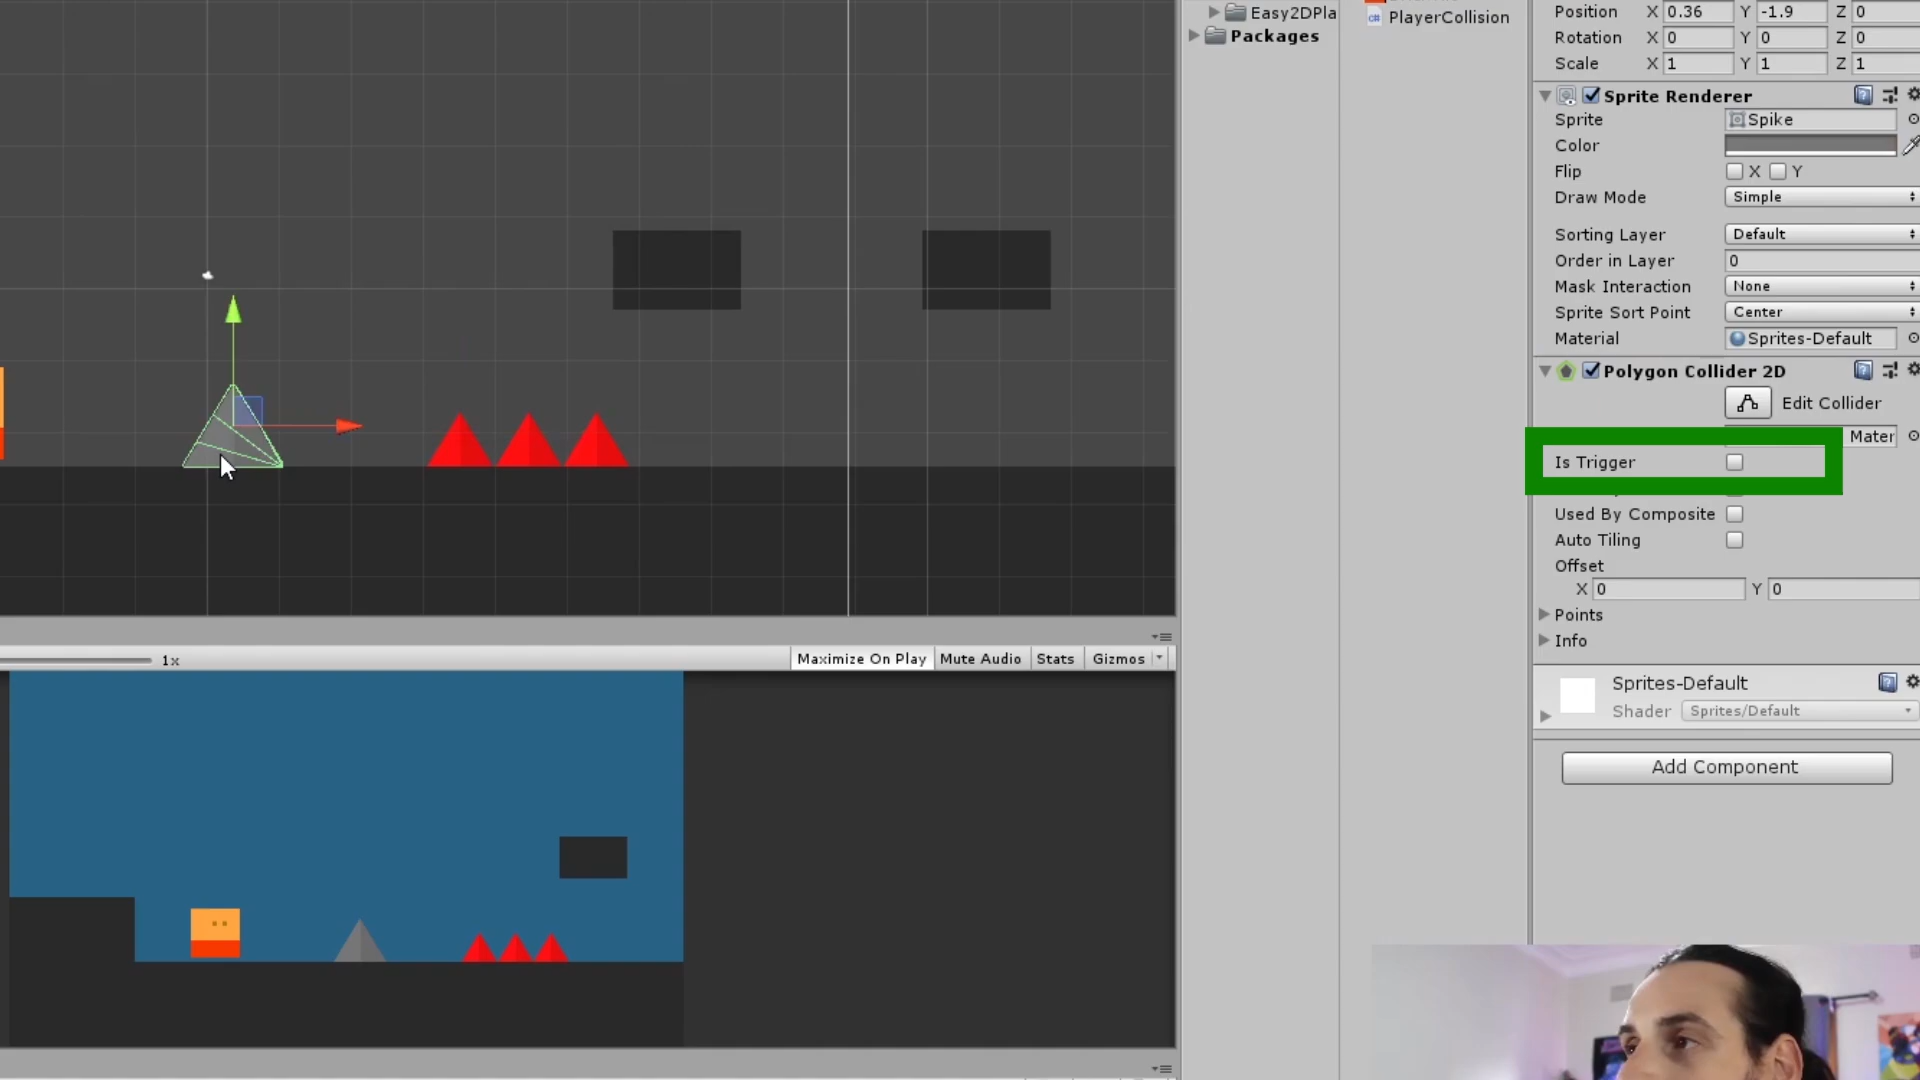 Easy2DPla
Packages
PlayerCollision
Position X 0.36 Y -1.9 Z 0
Rotation X 0 Y 0 Z 0
Scale X 1 Y 1 Z 1
Sprite Renderer
Sprite Spike
Color
Flip X Y
Draw Mode Simple
Sorting Layer Default
Order in Layer 0
Mask Interaction None
Sprite Sort Point Center
Material Sprites-Default
Polygon Collider 2D
Edit Collider
Mater
Is Trigger
Used By Composite
Auto Tiling
Offset
X 0 Y 0
Points
Info
Sprites-Default
Shader Sprites/Default
Add Component
1x
Maximize On Play Mute Audio Stats Gizmos